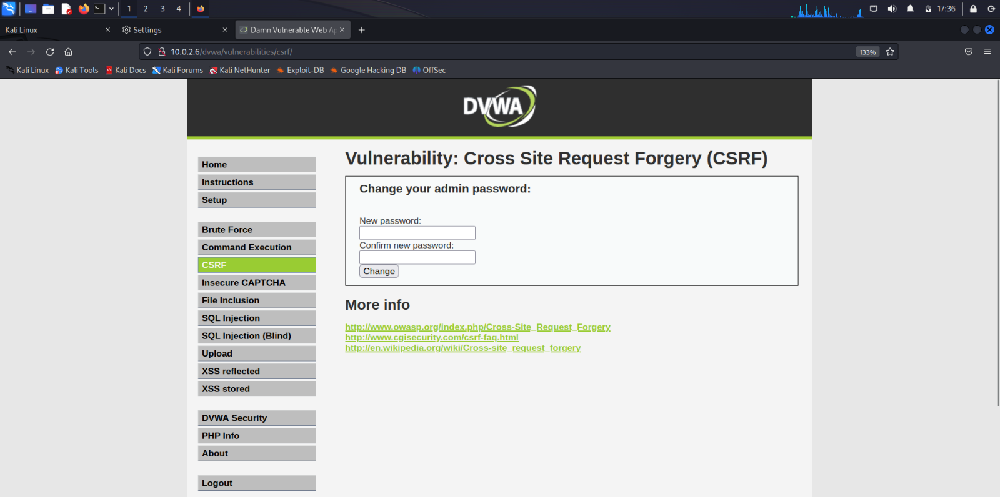 1 2 3 4 17:36
Kali Linux × Settings × Damn Vulnerable Web Ap × +
10.0.2.6/dvwa/vulnerabilities/csrf/ 133%
Kali Linux Kali Tools Kali Docs Kali Forums Kali NetHunter Exploit-DB Google Hacking DB OffSec
DVWA
Home
Instructions
Setup
Brute Force
Command Execution
CSRF
Insecure CAPTCHA
File Inclusion
SQL Injection
SQL Injection (Blind)
Upload
XSS reflected
XSS stored
DVWA Security
PHP Info
About
Logout
Vulnerability: Cross Site Request Forgery (CSRF)
Change your admin password:
New password:
Confirm new password:
Change
More info
http://www.owasp.org/index.php/Cross-Site_Request_Forgery
http://www.cgisecurity.com/csrf-faq.html
http://en.wikipedia.org/wiki/Cross-site_request_forgery